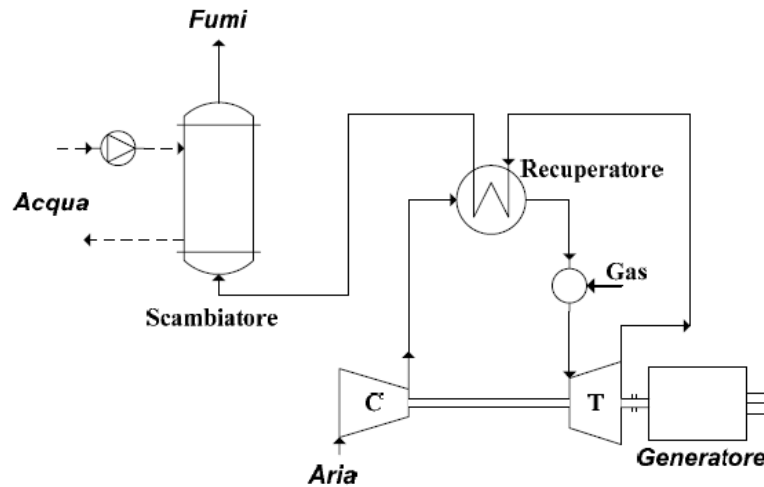 Fumi
Recuperatore
Acqua
Gas
Scambiatore
C
T
Aria
Generatore